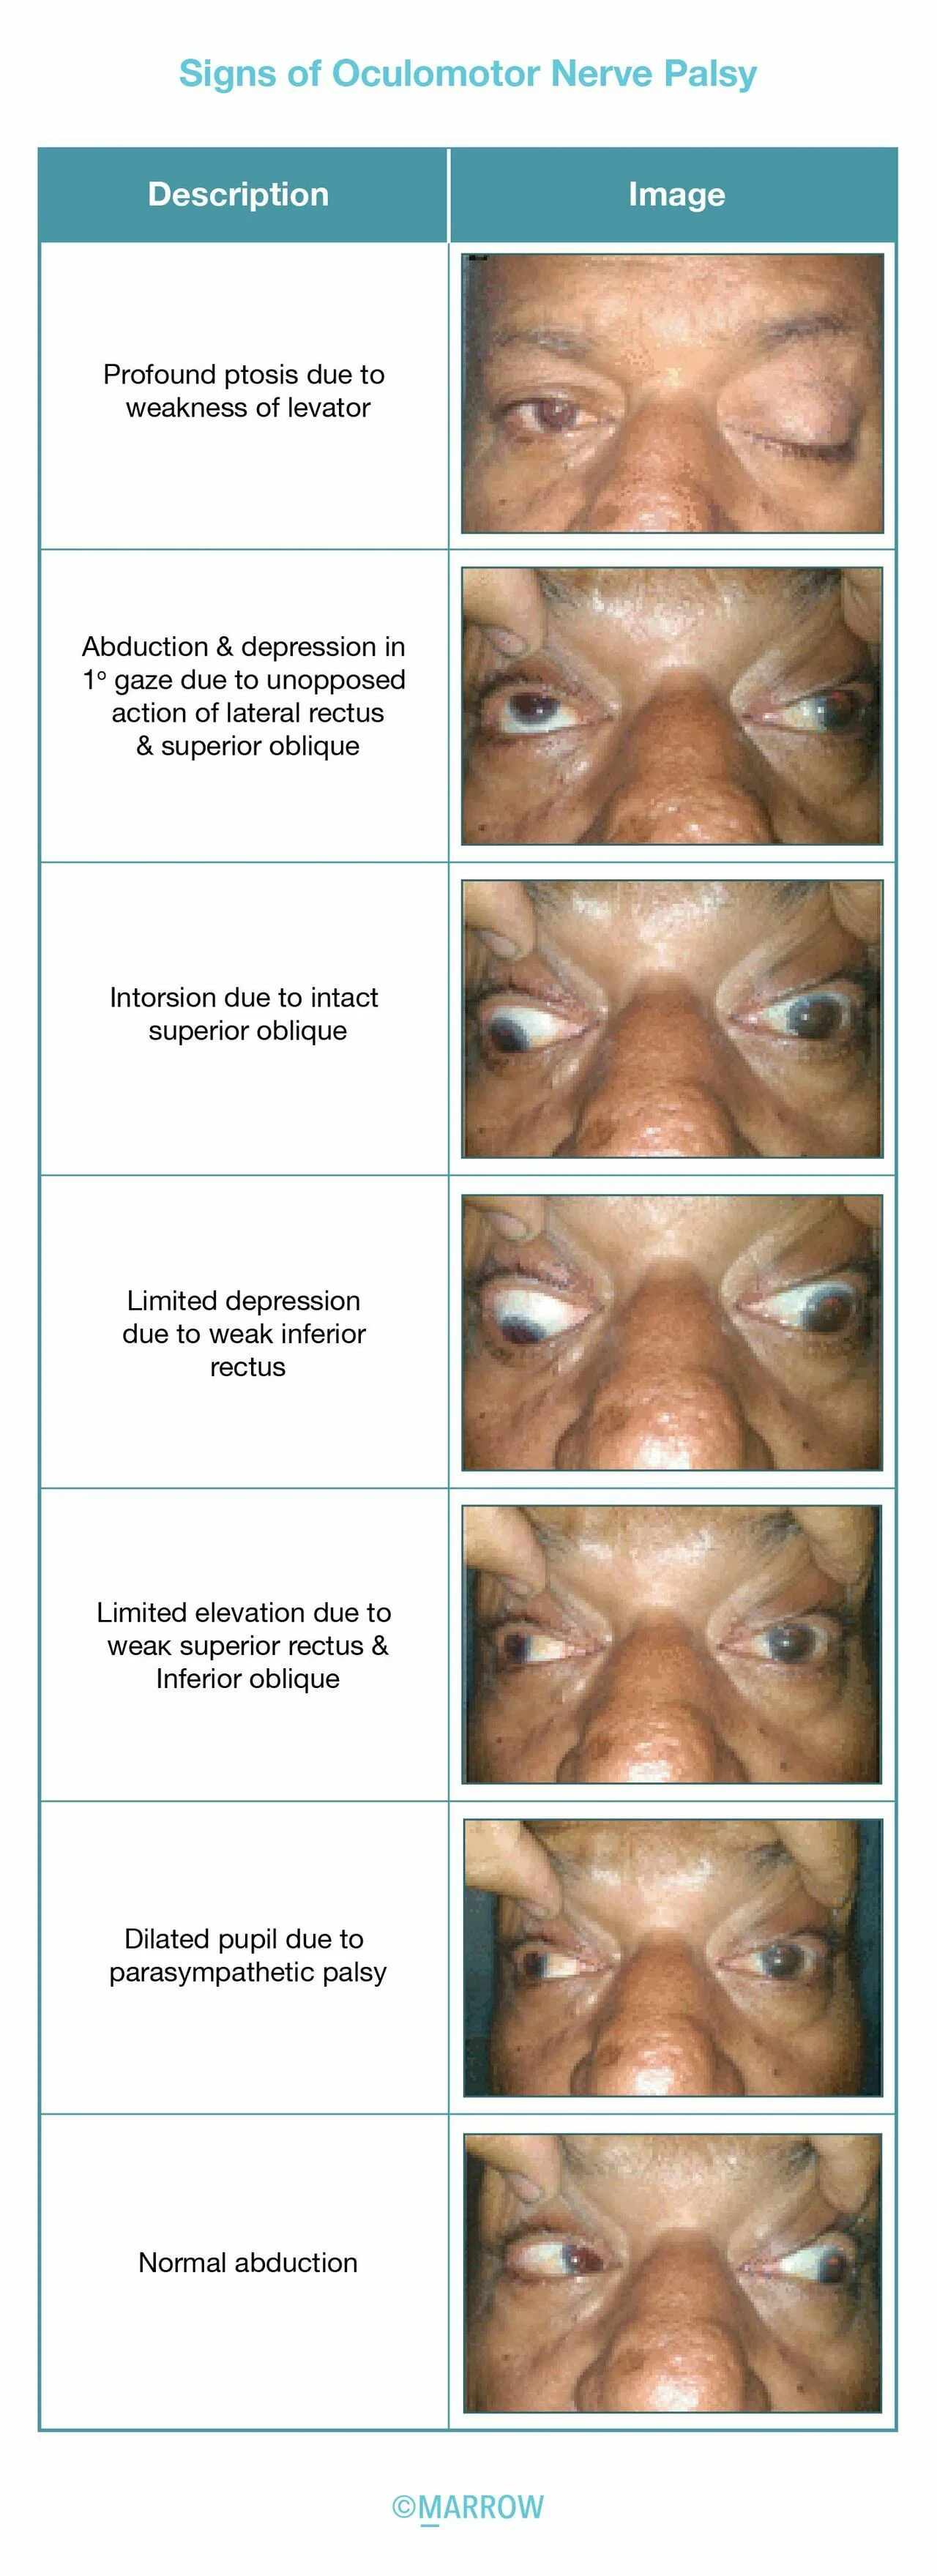 Signs of Oculomotor Nerve Palsy
Description
Image
Profound ptosis due to
weakness of levator
Abduction & depression in
1° gaze due to unopposed
action of lateral rectus
& superior oblique
Intorsion due to intact
superior oblique
Limited depression
due to weak inferior
rectus
Limited elevation due to
weak superior rectus &
Inferior oblique
Dilated pupil due to
parasympathetic palsy
Normal abduction
©MARROW